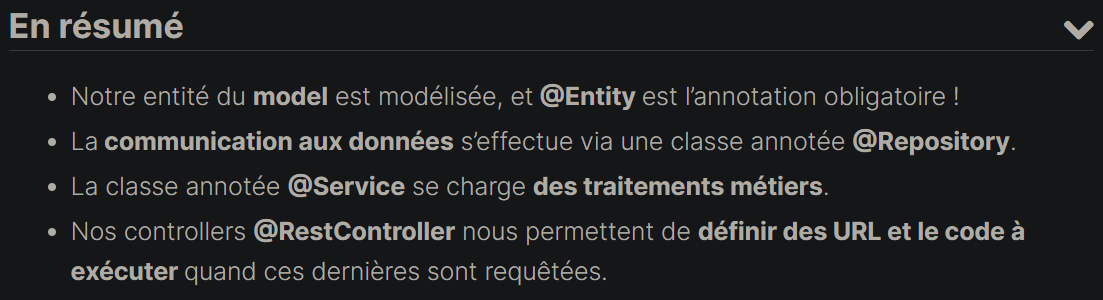 En résumé
• Notre entité du model est modélisée, et @Entity est l’annotation obligatoire !
• La communication aux données s’effectue via une classe annotée @Repository.
• La classe annotée @Service se charge des traitements métiers.
• Nos controllers @RestController nous permettent de définir des URL et le code à
exécuter quand ces dernières sont requêtées.